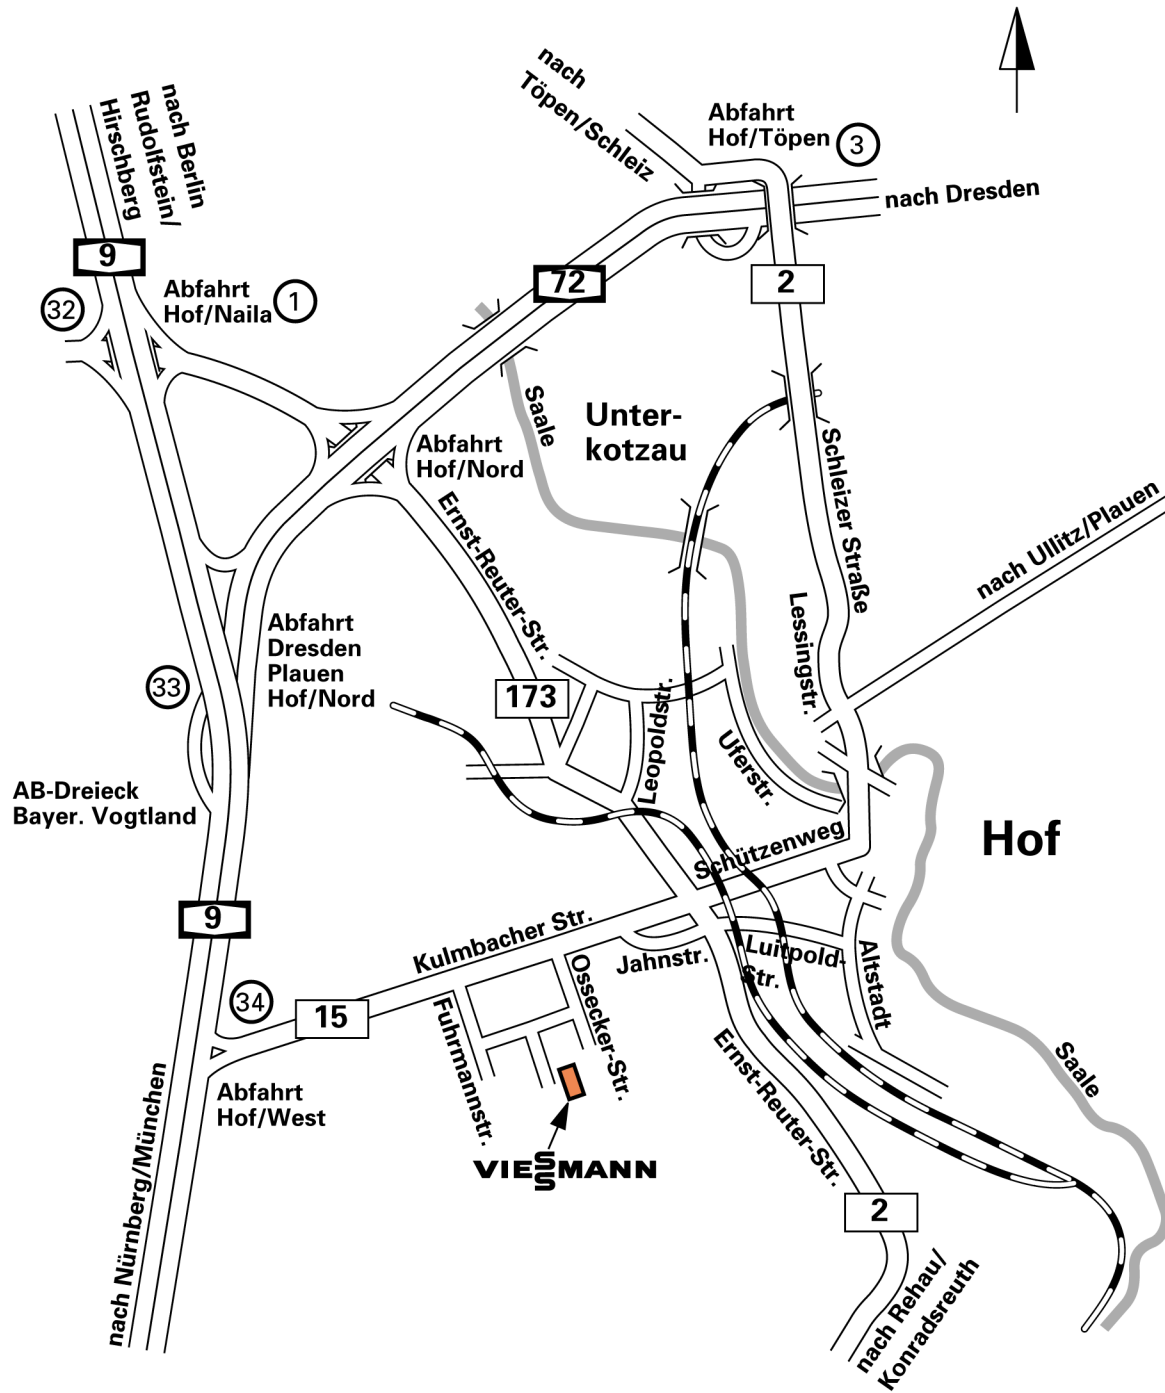 nach
Töpen/Schleiz
Abfahrt
Hof/Töpen
3
nach Berlin
Rudolfstein/
Hirschberg
nach Dresden
9
72
2
32
Abfahrt
Hof/Naila
1
Saale
Unter-
kotzau
Abfahrt
Hof/Nord
Schleizer Straße
Ernst-Reuter-Str.
nach Ullitz/Plauen
Lessingstr.
Abfahrt
Dresden
Plauen
Hof/Nord
33
173
Leopoldstr.
Uferstr.
AB-Dreieck
Bayer. Vogtland
Hof
Schützenweg
9
Kulmbacher Str.
Jahnstr.
Luitpold-
Str.
Altstadt
34
15
Ossecker-Str.
Fuhrmannstr.
Ernst-Reuter-Str.
Saale
Abfahrt
Hof/West
nach Nürnberg/München
VIESSMANN
2
nach Rehau/
Konradsreuth